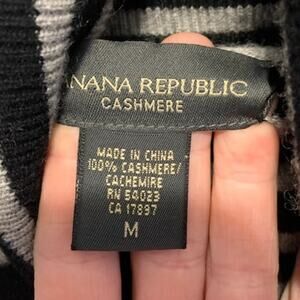 NANA REPUBLIC
CASHMERE
MADE IN CHINA
100% CASHMERE/
CACHEMIRE
RN 54023
CA 17897
M